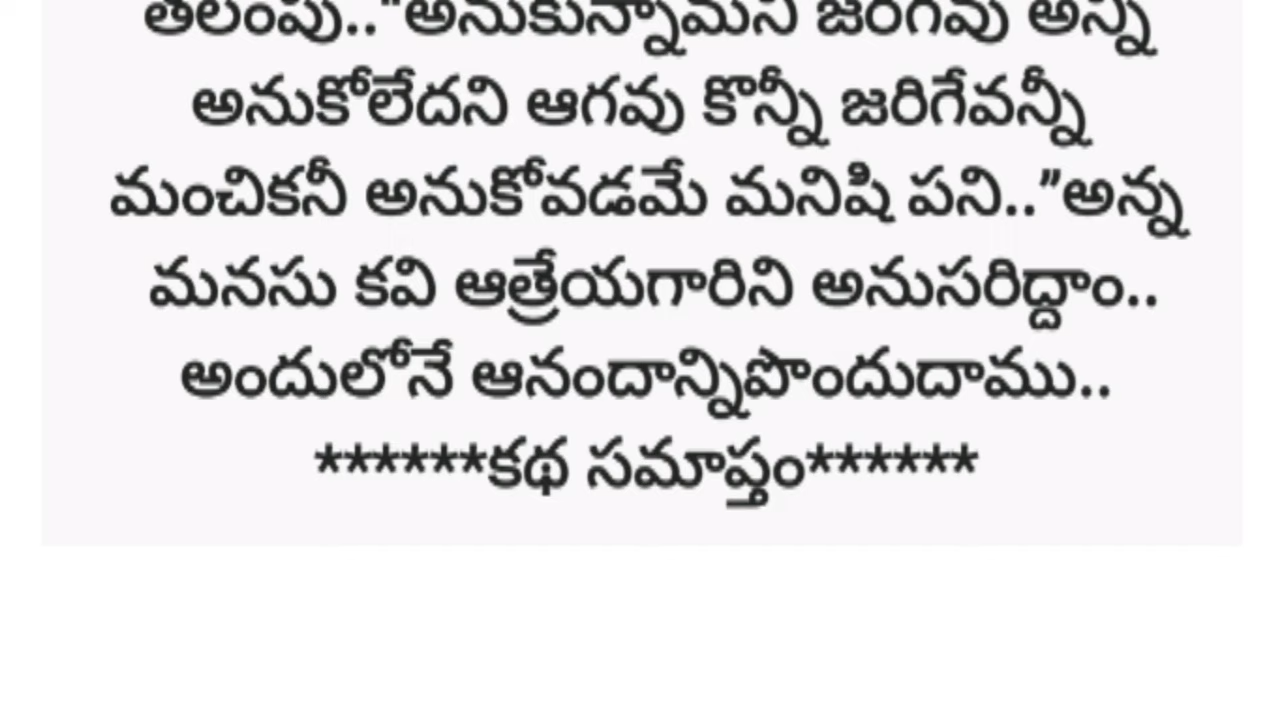 తలంపు.."అనుకున్నామని జరగవు అన్ని
అనుకోలేదని ఆగవు కొన్నీ జరిగేవన్నీ
మంచికనీ అనుకోవడమే మనిషి పని.."అన్న
మనసు కవి ఆత్రేయగారిని అనుసరిద్దాం..
అందులోనే ఆనందాన్నిపొందుదాము..
******కథ సమాప్తం******